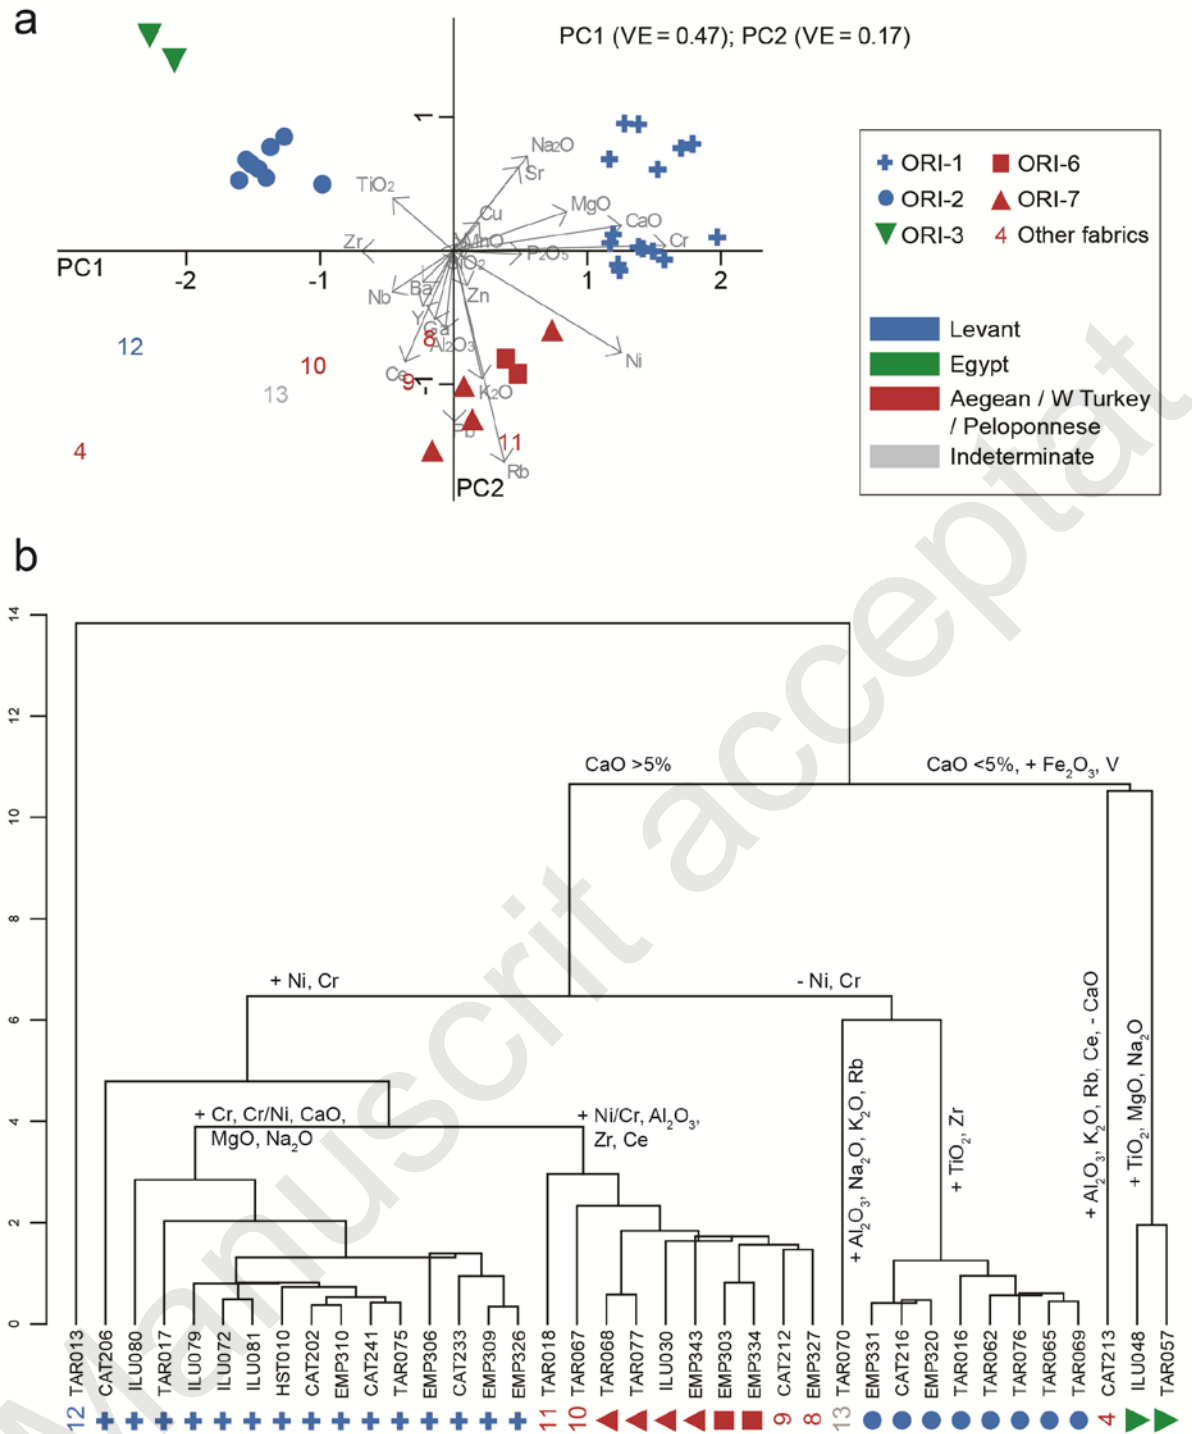 a
PC1 (VE = 0.47); PC2 (VE = 0.17)
1
Na₂O
Sr
TiO₂
MgO
Cu
CaO
Zr
MnO
Cr
P₂O₅
PC1
-2
-1
1
2
Ba
Zn
Nb
Y
Ga
8
Al₂O₃
Ni
12
10
Ce
9
-1
13
K₂O
Pb
11
4
Rb
PC2
ORI-1
ORI-6
ORI-2
ORI-7
ORI-3
4 Other fabrics
Levant
Egypt
Aegean / W Turkey
/ Peloponnese
Indeterminate
b
14
12
10
8
6
4
2
0
CaO >5%
CaO <5%, + Fe₂O₃, V
+ Ni, Cr
- Ni, Cr
+ Cr, Cr/Ni, CaO,
MgO, Na₂O
+ Ni/Cr, Al₂O₃,
Zr, Ce
+ Al₂O₃, Na₂O, K₂O, Rb
+ TiO₂, Zr
+ Al₂O₃, K₂O, Rb, Ce, - CaO
+ TiO₂, MgO, Na₂O
TAR013 CAT206 ILU080 TAR017 ILU079 ILU072 ILU081 HST010 CAT202 EMP310 CAT241 TAR075 EMP306 CAT233 EMP309 EMP326 TAR018 TAR067 TAR068 TAR077 ILU030 EMP343 EMP303 EMP334 CAT212 EMP327 TAR070 EMP331 CAT216 EMP320 TAR016 TAR062 TAR076 TAR065 TAR069 CAT213 ILU048 TAR057
12 11 10 9 8 13 4
Manuscrit acceptat